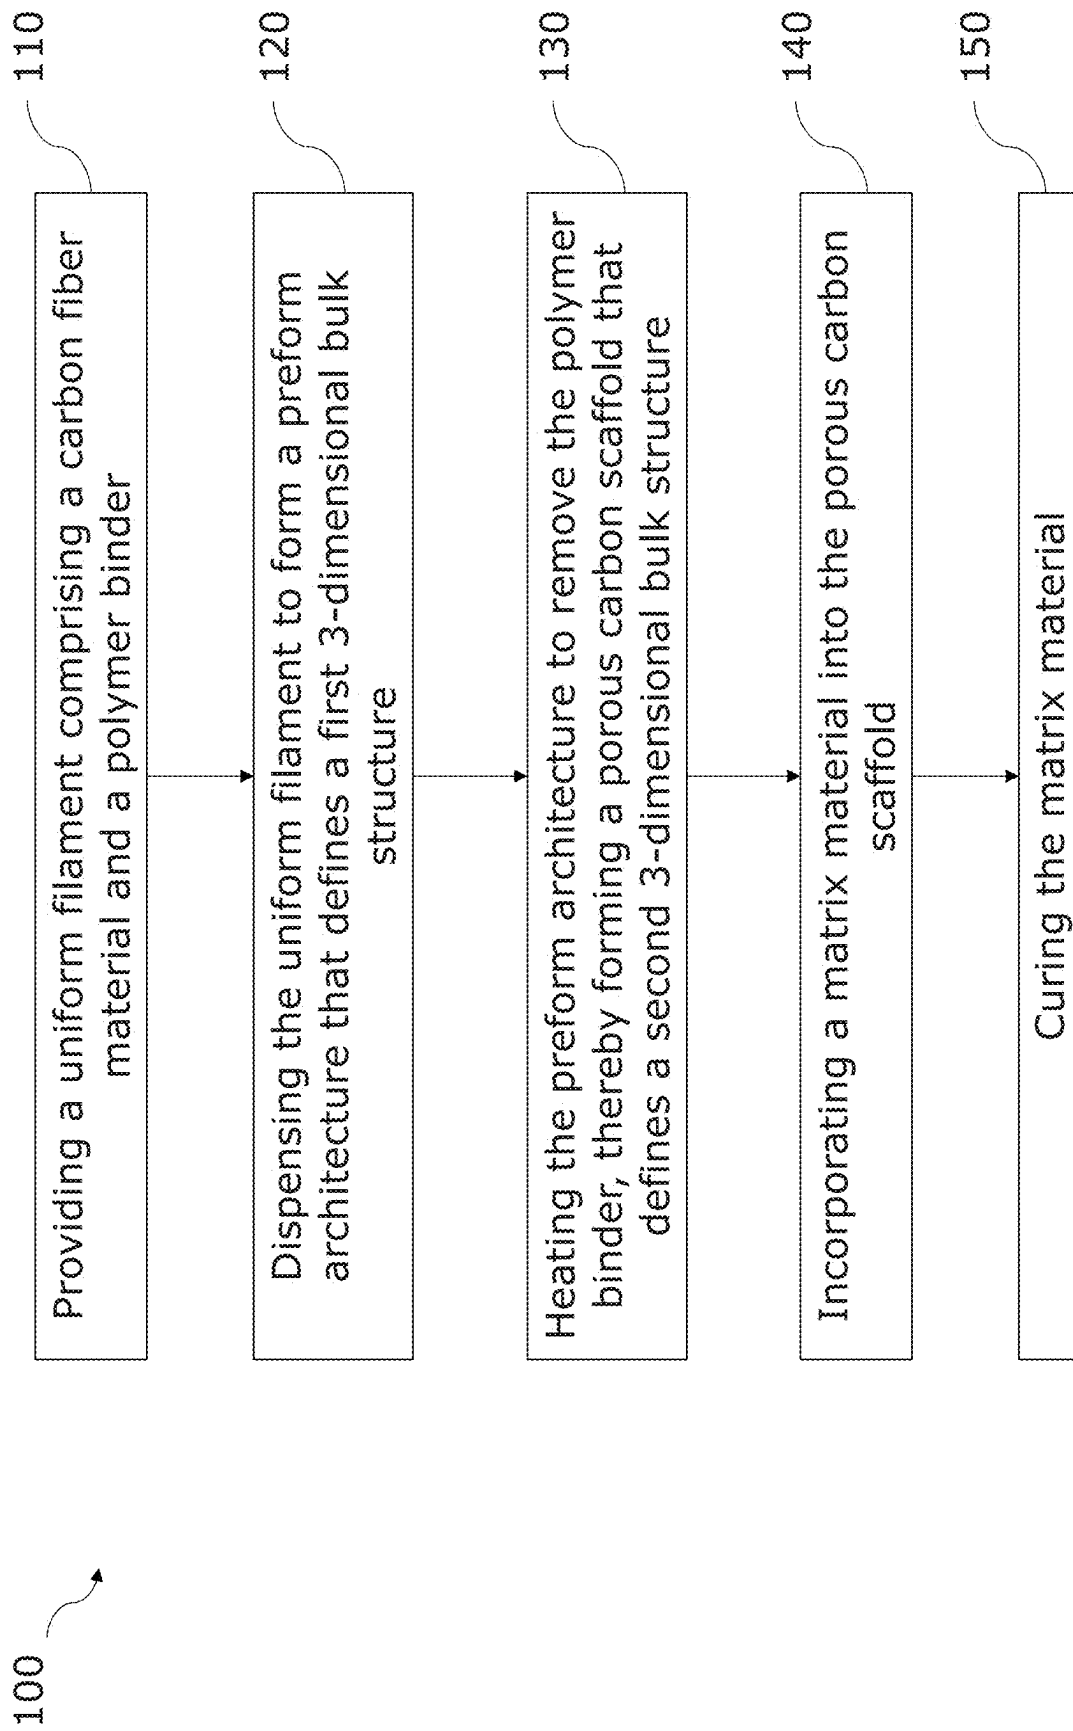 100
110
Providing a uniform filament comprising a carbon fiber
material and a polymer binder
120
Dispensing the uniform filament to form a preform
architecture that defines a first 3-dimensional bulk
structure
130
Heating the preform architecture to remove the polymer
binder, thereby forming a porous carbon scaffold that
defines a second 3-dimensional bulk structure
140
Incorporating a matrix material into the porous carbon
scaffold
150
Curing the matrix material